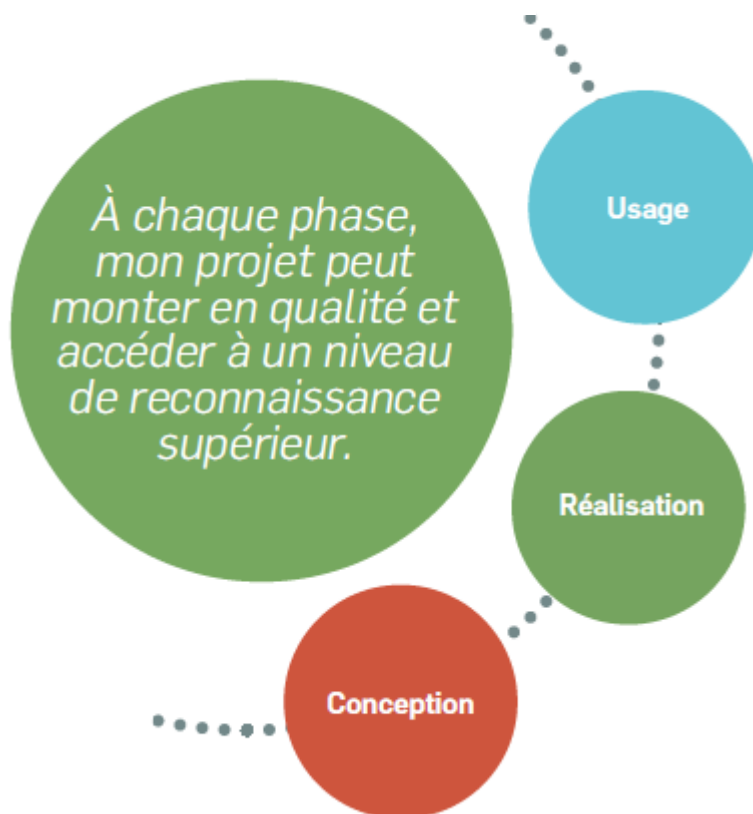 À chaque phase,
mon projet peut
monter en qualité et
accéder à un niveau
de reconnaissance
supérieur.
Usage
Réalisation
Conception